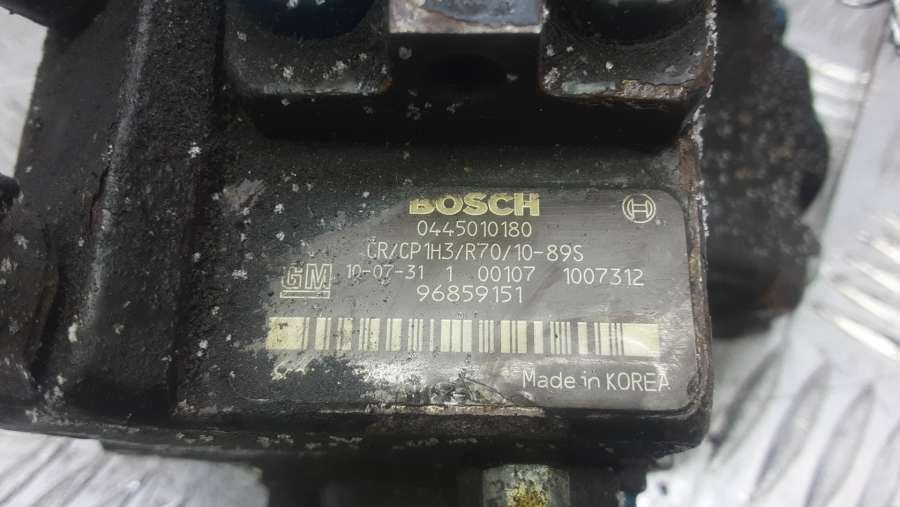 BOSCH
0445010180
CR/CP1H3/R70/10-89S
GM 10-07-31 1 00107 1007312
96859151
Made in KOREA